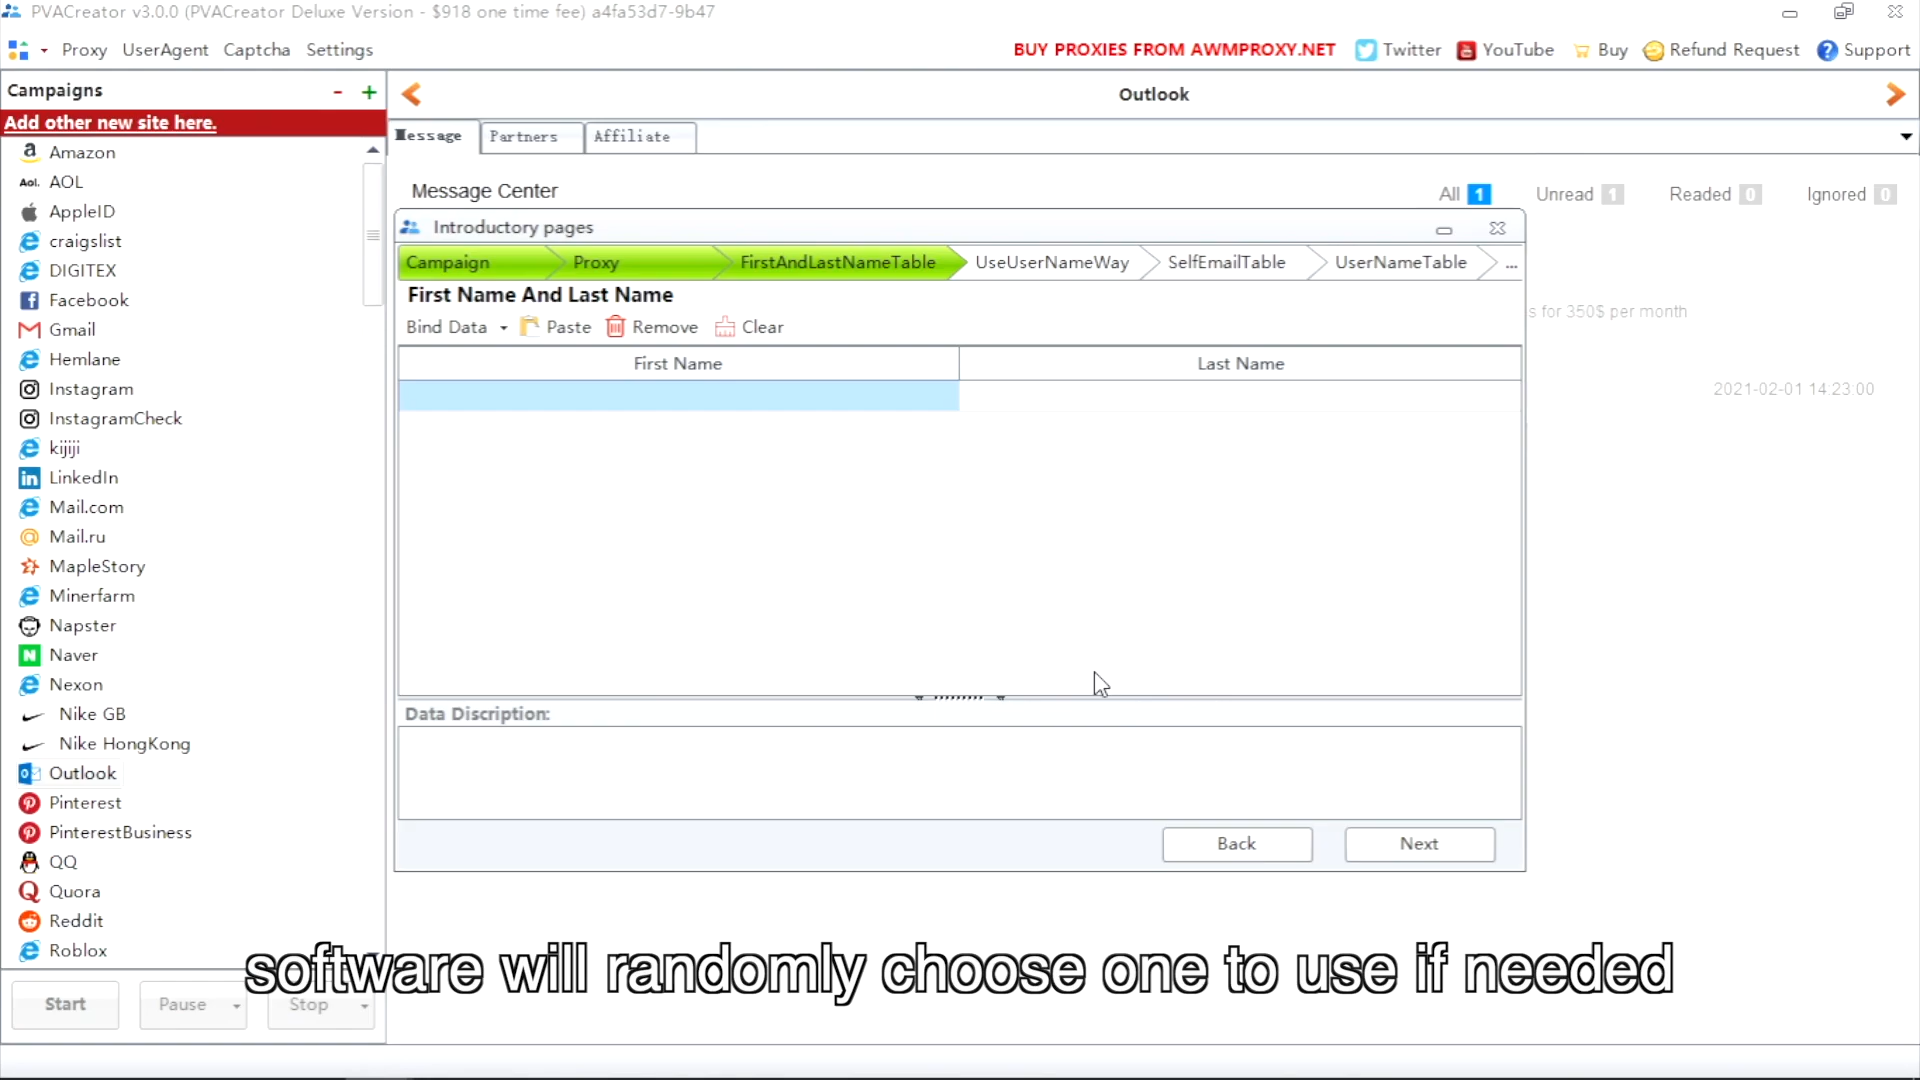 PVACreator v3.0.0 (PVACreator Deluxe Version - $918 one time fee) a4fa53d7-9b47
Proxy UserAgent Captcha Settings
BUY PROXIES FROM AWMPROXY.NET Twitter YouTube Buy Refund Request Support
Campaigns - +
Outlook
Add other new site here.
Message Partners Affiliate
Amazon
AOL
AppleID
craigslist
DIGITEX
Facebook
Gmail
Hemlane
Instagram
InstagramCheck
kijiji
LinkedIn
Mail.com
Mail.ru
MapleStory
Minerfarm
Napster
Naver
Nexon
Nike GB
Nike HongKong
Outlook
Pinterest
PinterestBusiness
QQ
Quora
Reddit
Roblox
Start Pause Stop
Message Center
All 1 Unread 1 Readed 0 Ignored 0
Introductory pages
Campaign Proxy FirstAndLastNameTable UseUserNameWay SelfEmailTable UserNameTable ...
First Name And Last Name
Bind Data Paste Remove Clear
First Name Last Name
s for 350$ per month
2021-02-01 14:23:00
Data Discription:
Back Next
software will randomly choose one to use if needed